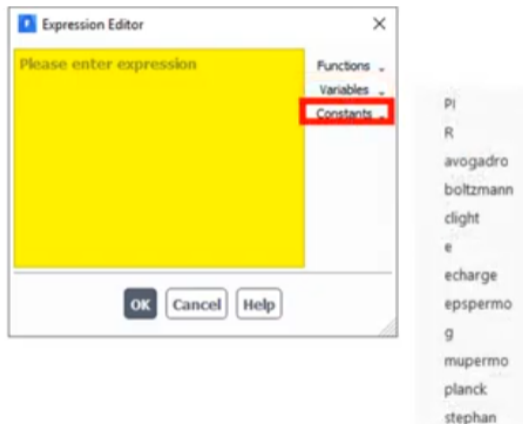 Expression Editor
Please enter expression
Functions
Variables
Constants
OK Cancel Help
PI
R
avogadro
boltzmann
clight
e
echarge
epspermo
g
mupermo
planck
stephan